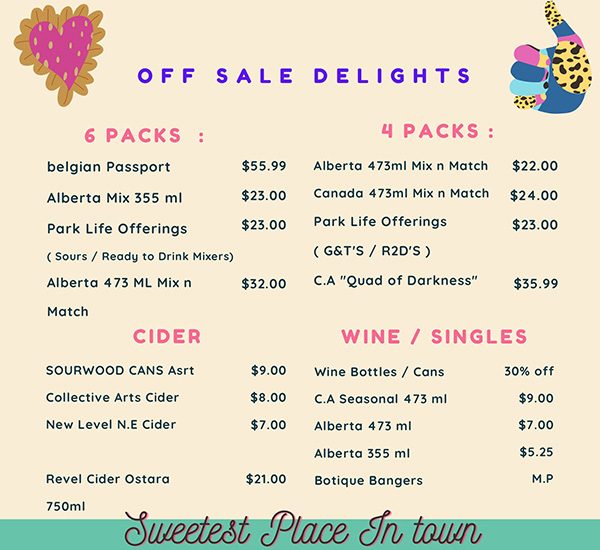 OFF SALE DELIGHTS
6 PACKS :
belgian Passport $55.99
Alberta Mix 355 ml $23.00
Park Life Offerings $23.00
( Sours / Ready to Drink Mixers)
Alberta 473 ML Mix n $32.00
Match
4 PACKS :
Alberta 473ml Mix n Match $22.00
Canada 473ml Mix n Match $24.00
Park Life Offerings $23.00
( G&T'S / R2D'S )
C.A "Quad of Darkness" $35.99
CIDER
SOURWOOD CANS Asrt $9.00
Collective Arts Cider $8.00
New Level N.E Cider $7.00
Revel Cider Ostara $21.00
750ml
WINE / SINGLES
Wine Bottles / Cans 30% off
C.A Seasonal 473 ml $9.00
Alberta 473 ml $7.00
Alberta 355 ml $5.25
Botique Bangers M.P
Sweetest Place In town